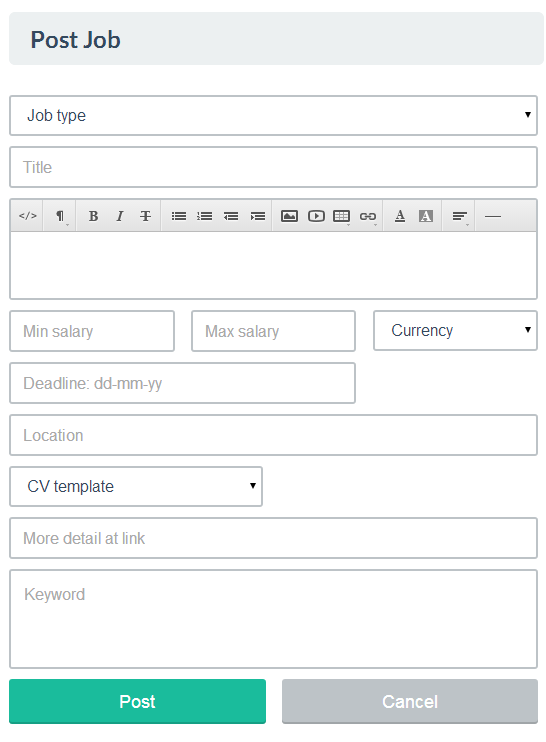 Post Job
Job type
Title
</> ¶ B I T A A
Min salary Max salary Currency
Deadline: dd-mm-yy
Location
CV template
More detail at link
Keyword
Post Cancel